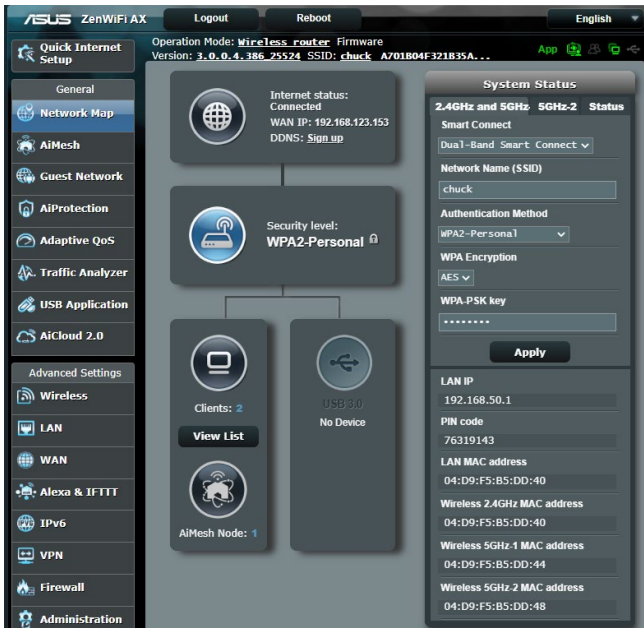 ASUS ZenWiFi AX
Logout
Reboot
English
Quick Internet
Setup
Operation Mode: Wireless router Firmware
Version: 3.0.0.4.386_25524 SSID: chuck A701B04F321B35A...
App
General
Network Map
AiMesh
Guest Network
AiProtection
Adaptive QoS
Traffic Analyzer
USB Application
AiCloud 2.0
Advanced Settings
Wireless
LAN
WAN
Alexa & IFTTT
IPv6
VPN
Firewall
Administration
Internet status:
Connected
WAN IP: 192.168.123.153
DDNS: Sign up
Security level:
WPA2-Personal
Clients: 2
View List
AiMesh Node: 1
USB 3.0
No Device
System Status
2.4GHz and 5GHz- 5GHz-2 Status
Smart Connect
Dual-Band Smart Connect
Network Name (SSID)
chuck
Authentication Method
WPA2-Personal
WPA Encryption
AES
WPA-PSK key
········
Apply
LAN IP
192.168.50.1
PIN code
76319143
LAN MAC address
04:D9:F5:B5:DD:40
Wireless 2.4GHz MAC address
04:D9:F5:B5:DD:40
Wireless 5GHz-1 MAC address
04:D9:F5:B5:DD:44
Wireless 5GHz-2 MAC address
04:D9:F5:B5:DD:48